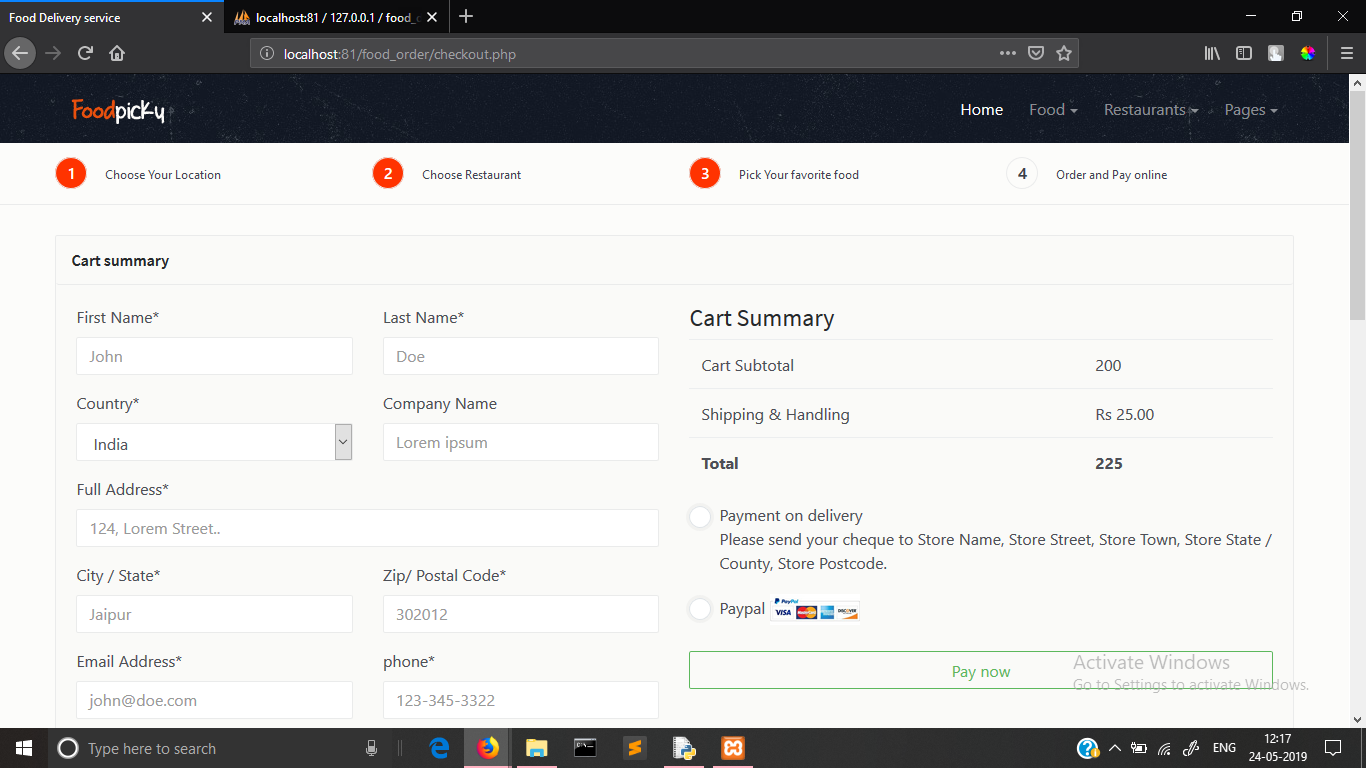 Food Delivery service
localhost:81 / 127.0.0.1 / food_
localhost:81/food_order/checkout.php
Foodpicky
Home Food Restaurants Pages
1 Choose Your Location
2 Choose Restaurant
3 Pick Your favorite food
4 Order and Pay online
Cart summary
First Name*
Last Name*
John
Doe
Country*
Company Name
India
Lorem ipsum
Full Address*
124, Lorem Street..
City / State*
Zip/ Postal Code*
Jaipur
302012
Email Address*
phone*
john@doe.com
123-345-3322
Cart Summary
Cart Subtotal 200
Shipping & Handling Rs 25.00
Total 225
Payment on delivery
Please send your cheque to Store Name, Store Street, Store Town, Store State /
County, Store Postcode.
Paypal
PayPal
VISA MasterCard DISCOVER
Pay now
Activate Windows
Go to Settings to activate Windows.
Type here to search
ENG
12:17
24-05-2019